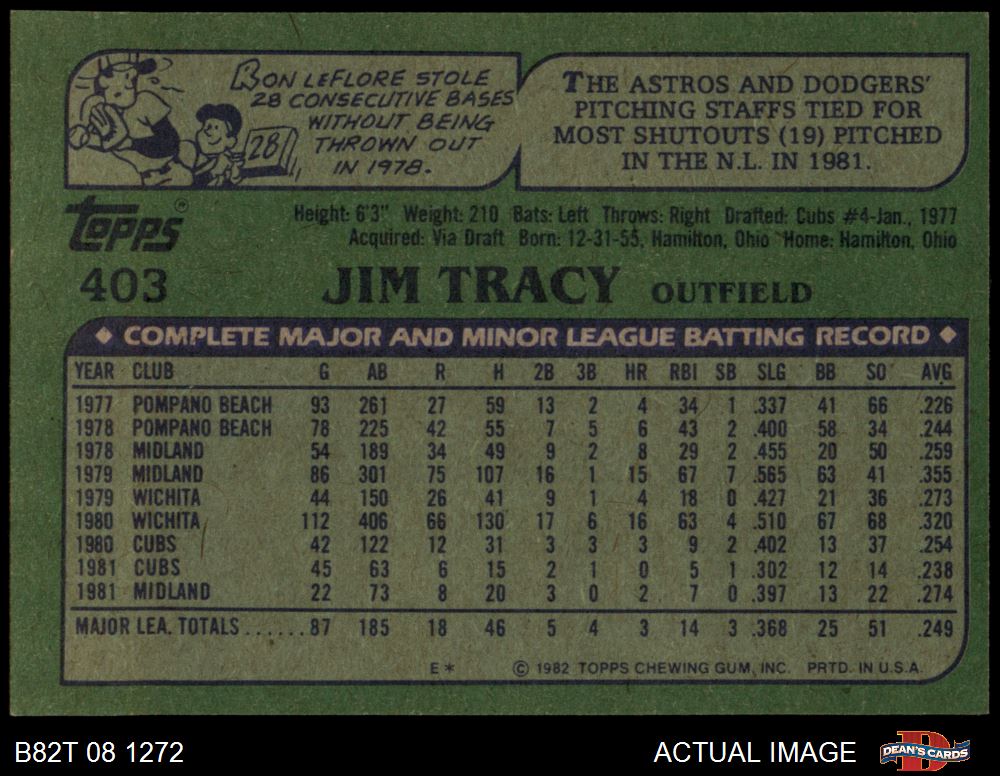 RON LEFLORE STOLE
28 CONSECUTIVE BASES
WITHOUT BEING
THROWN OUT
IN 1978.
28
THE ASTROS AND DODGERS'
PITCHING STAFFS TIED FOR
MOST SHUTOUTS (19) PITCHED
IN THE N.L. IN 1981.
Topps®
Height: 6'3" Weight: 210 Bats: Left Throws: Right Drafted: Cubs #4-Jan., 1977
Acquired: Via Draft Born: 12-31-55, Hamilton, Ohio Home: Hamilton, Ohio
403 JIM TRACY OUTFIELD
◆ COMPLETE MAJOR AND MINOR LEAGUE BATTING RECORD ◆
YEAR CLUB G AB R H 2B 3B HR RBI SB SLG BB SO AVG
1977 POMPANO BEACH 93 261 27 59 13 2 4 34 1 .337 41 66 .226
1978 POMPANO BEACH 78 225 42 55 7 5 6 43 2 .400 58 34 .244
1978 MIDLAND 54 189 34 49 9 2 8 29 2 .455 20 50 .259
1979 MIDLAND 86 301 75 107 16 1 15 67 7 .565 63 41 .355
1979 WICHITA 44 150 26 41 9 1 4 18 0 .427 21 36 .273
1980 WICHITA 112 406 66 130 17 6 16 63 4 .510 67 68 .320
1980 CUBS 42 122 12 31 3 3 3 9 2 .402 13 37 .254
1981 CUBS 45 63 6 15 2 1 0 5 1 .302 12 14 .238
1981 MIDLAND 22 73 8 20 3 0 2 7 0 .397 13 22 .274
MAJOR LEA. TOTALS......87 185 18 46 5 4 3 14 3 .368 25 51 .249
E* © 1982 TOPPS CHEWING GUM, INC. PRTD. IN U.S.A.
B82T 08 1272 ACTUAL IMAGE DEAN'S CARDS